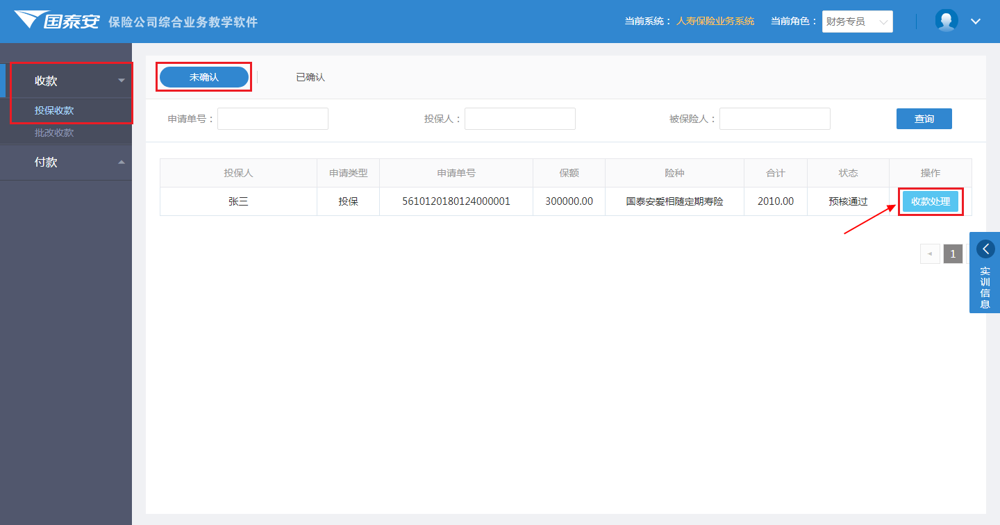 国泰安 保险公司综合业务教学软件 当前系统： 人寿保险业务系统 当前角色： 财务专员
收款
投保收款
批改收款
付款
未确认 已确认
申请单号： 投保人： 被保险人： 查询
投保人 申请类型 申请单号 保额 险种 合计 状态 操作
张三 投保 5610120180124000001 300000.00 国泰安爱相随定期寿险 2010.00 预核通过 收款处理
1
实训信息